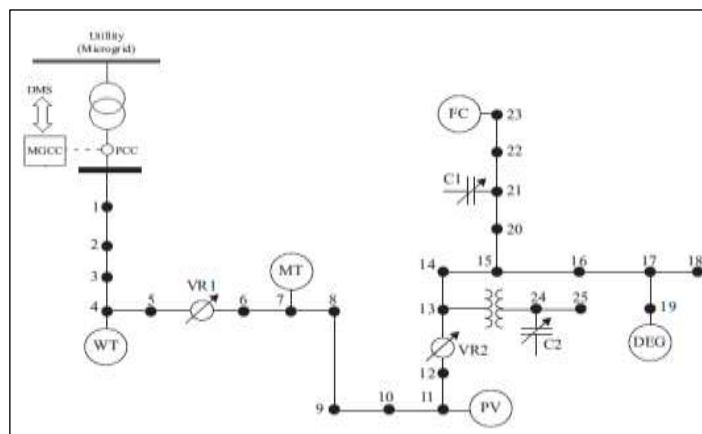 Utility
(Microgrid)
DMS
MGCC
PCC
1
2
3
4
WT
5
VR1
6
MT
7
8
9
10
11
PV
12
VR2
13
14
15
FC
23
22
C1
21
20
16
17
18
24
25
C2
19
DEG